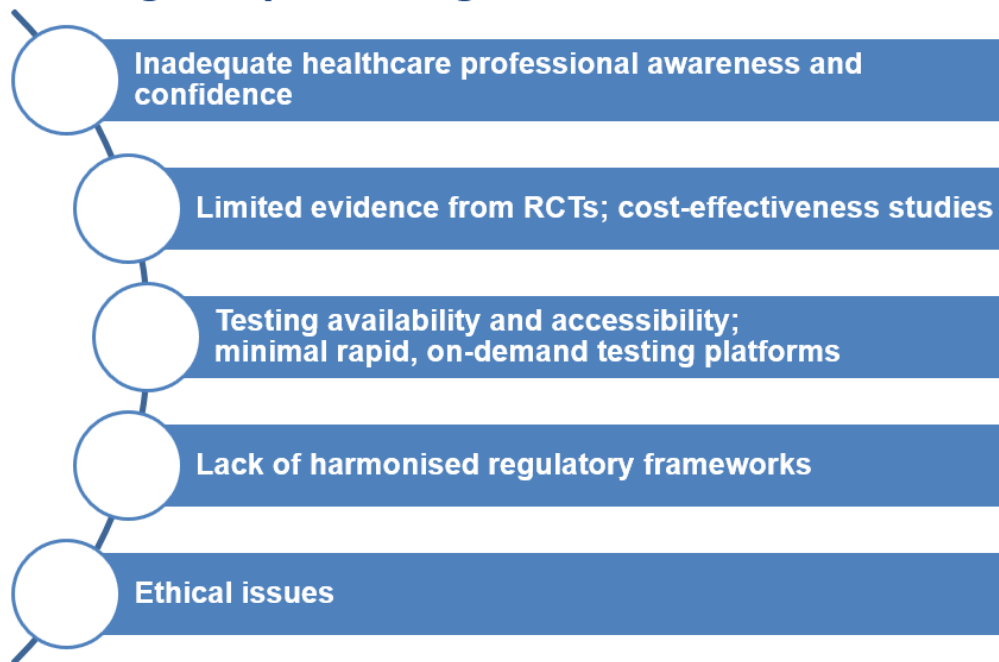 Inadequate healthcare professional awareness and
confidence
Limited evidence from RCTs; cost-effectiveness studies
Testing availability and accessibility;
minimal rapid, on-demand testing platforms
Lack of harmonised regulatory frameworks
Ethical issues